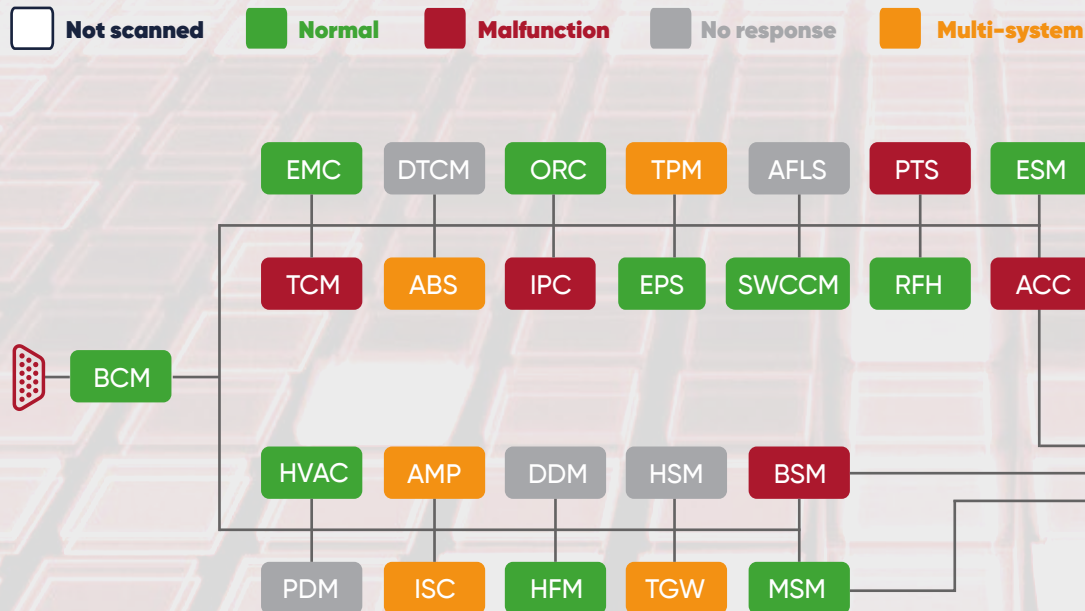 Not scanned Normal Malfunction No response Multi-system
EMC DTCM ORC TPM AFLS PTS ESM
TCM ABS IPC EPS SWCCM RFH ACC
BCM
HVAC AMP DDM HSM BSM
PDM ISC HFM TGW MSM